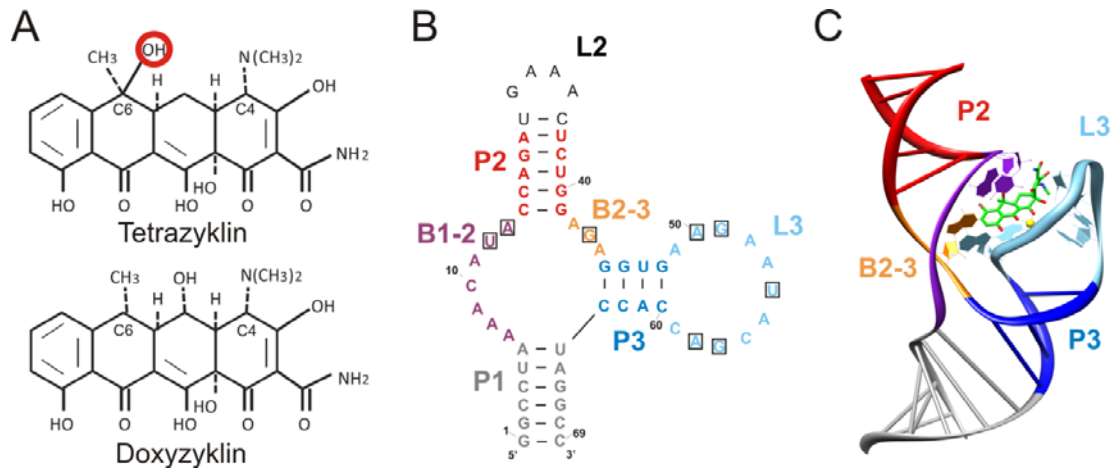 A
OH
CH3
H H N(CH3)2
OH
C6 C4
NH2
HO
HO O OH O O
Tetrazyklin
CH3 OH
H H N(CH3)2
OH
C6 C4
NH2
HO
HO O OH O O
Doxyzyklin
B
L2
A A
G A
U C
A U
G C
P2
A U
C G 40
C G
B1-2
A U A
10
C
A
A
A
B2-3
A G A
G G U G
C C A C
50
A A G A A U A C G A C
60
L3
P3
P1
A U
U A
C G
C G
G C
1 G C 69
5' 3'
C
P2
L3
B2-3
P3